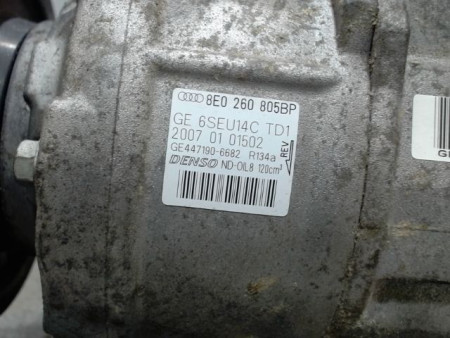 8E0 260 805BP
GE 6SEU14C TD1
2007 01 01502
GE447190-6682 R134a
DENSO ND-OIL8 120cm³
REV
G